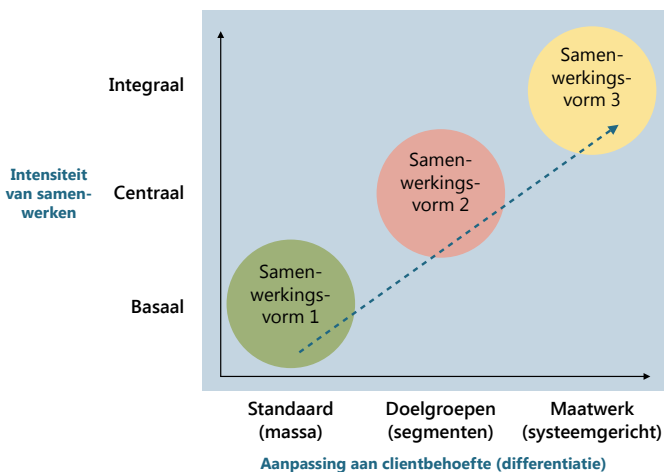 Integraal
Intensiteit
van samen-
werken
Centraal
Basaal
Samen-
werkings-
vorm 3
Samen-
werkings-
vorm 2
Samen-
werkings-
vorm 1
Standaard
(massa)
Doelgroepen
(segmenten)
Maatwerk
(systeemgericht)
Aanpassing aan clientbehoefte (differentiatie)